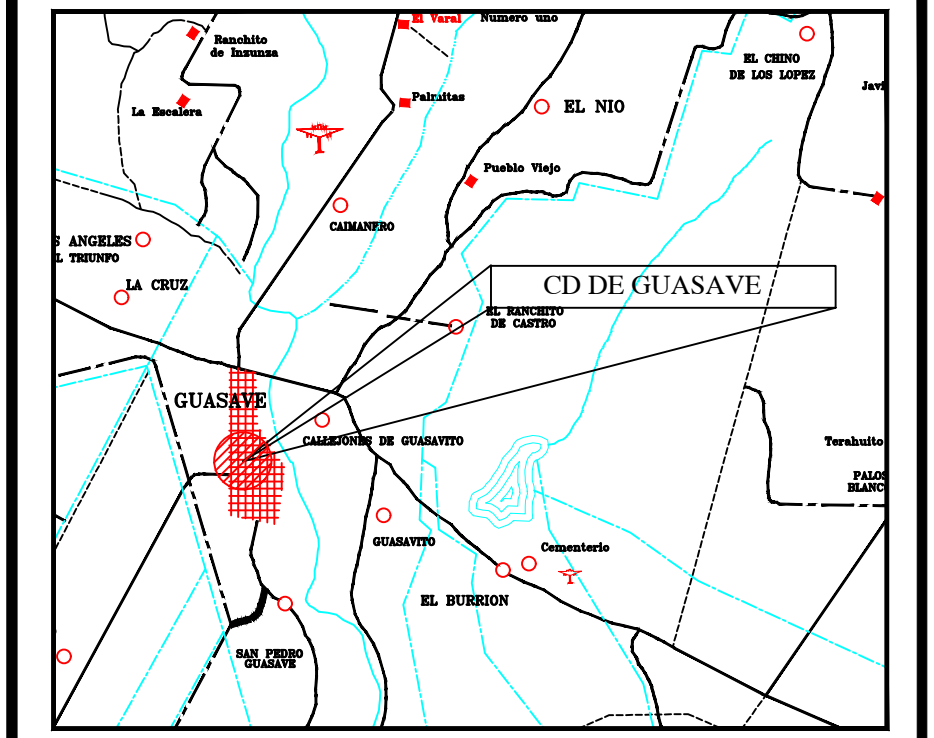 El Varal
Numero uno
Ranchito
de Inzunza
EL CHINO
DE LOS LOPEZ
Javi
La Escalera
Palmitas
EL NIO
Pueblo Viejo
CAIMANERO
S ANGELES
L TRIUNFO
LA CRUZ
CD DE GUASAVE
EL RANCHITO
DE CASTRO
GUASAVE
CALLEJONES DE GUASAVITO
Terahuito
PALOS
BLANC
GUASAVITO
Cementerio
EL BURRION
SAN PEDRO
GUASAVE